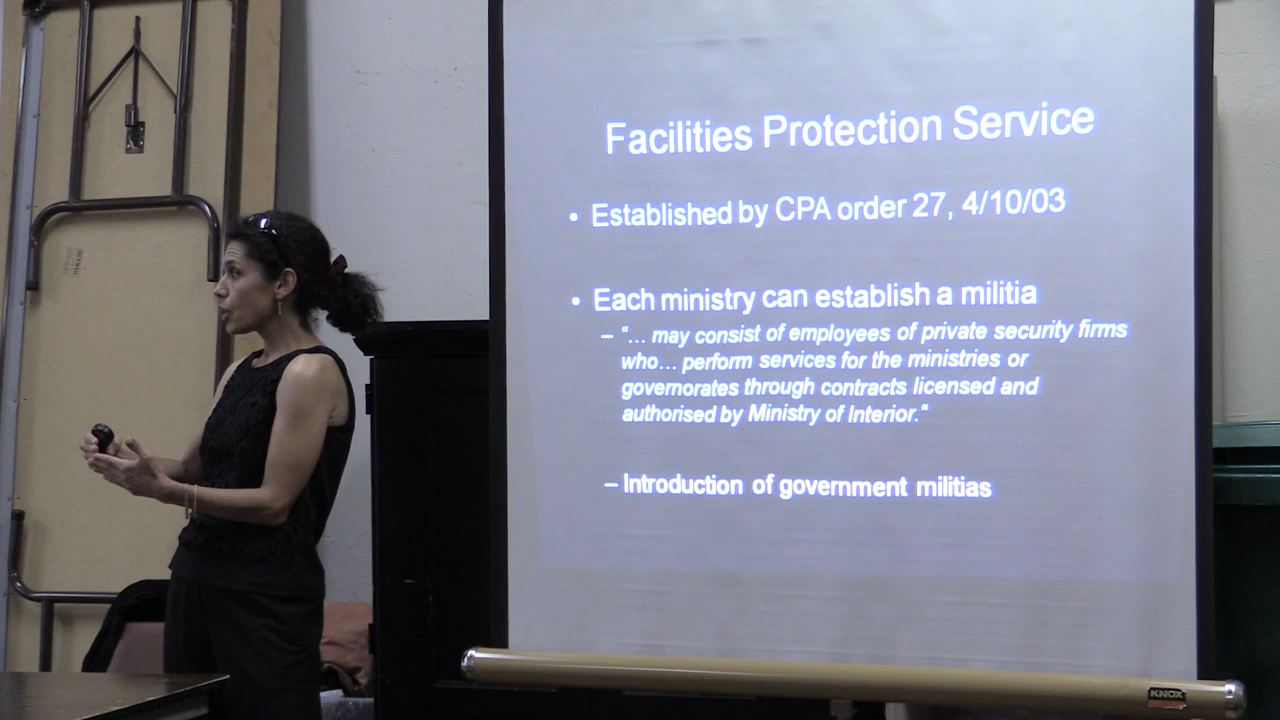 Facilities Protection Service
• Established by CPA order 27, 4/10/03
• Each ministry can establish a militia
– "... may consist of employees of private security firms
who... perform services for the ministries or
governorates through contracts licensed and
authorised by Ministry of Interior."
– Introduction of government militias
KNOX